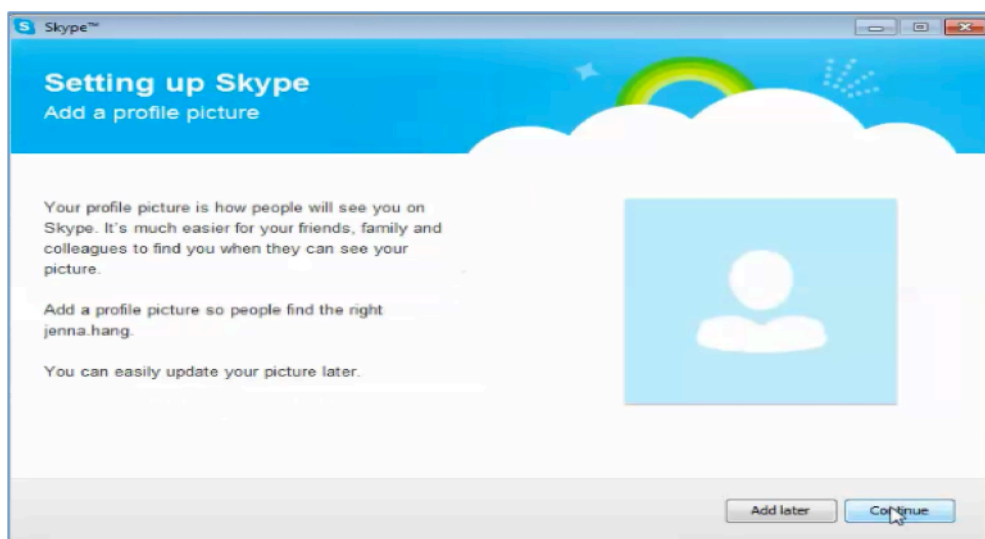 Skype™
Setting up Skype
Add a profile picture
Your profile picture is how people will see you on
Skype. It's much easier for your friends, family and
colleagues to find you when they can see your
picture.
Add a profile picture so people find the right
jenna.hang.
You can easily update your picture later.
Add later
Continue